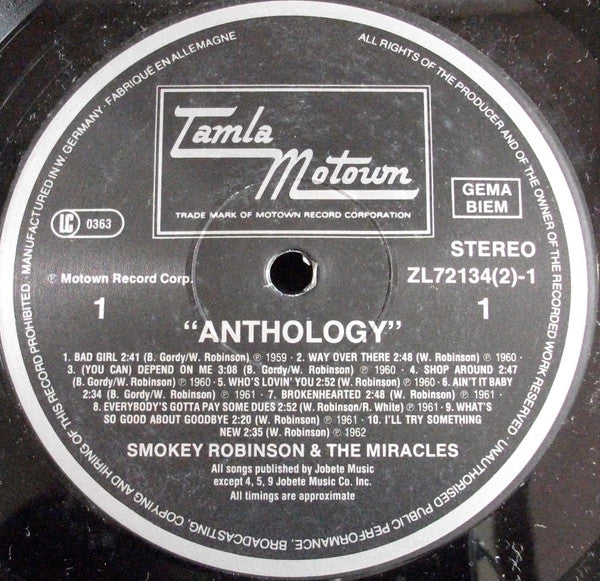 MANUFACTURED IN W. GERMANY · FABRIQUÉ EN ALLEMAGNE
ALL RIGHTS OF THE PRODUCER AND OF THE OWNER OF THE RECORDED WORK RESERVED. · UNAUTHORISED PUBLIC PERFORMANCE, BROADCASTING, COPYING AND HIRING OF THIS RECORD PROHIBITED. ·
Tamla
Motown
TRADE MARK OF MOTOWN RECORD CORPORATION
LC 0363
GEMA
BIEM
STEREO
ZL72134(2)-1
℗ Motown Record Corp.
1
1
“ANTHOLOGY”
1. BAD GIRL 2:41 (B. Gordy/W. Robinson) ℗ 1959 · 2. WAY OVER THERE 2:48 (W. Robinson) ℗ 1960 ·
3. (YOU CAN) DEPEND ON ME 3:08 (B. Gordy/W. Robinson) ℗ 1960 · 4. SHOP AROUND 2:47
(B. Gordy/W. Robinson) ℗ 1960 · 5. WHO'S LOVIN' YOU 2:52 (W. Robinson) ℗ 1960 · 6. AIN'T IT BABY
2:34 (B. Gordy/W. Robinson) ℗ 1961 · 7. BROKENHEARTED 2:48 (W. Robinson) ℗ 1961 ·
8. EVERYBODY'S GOTTA PAY SOME DUES 2:52 (W. Robinson/R. White) ℗ 1961 · 9. WHAT'S
SO GOOD ABOUT GOODBYE 2:20 (W. Robinson) ℗ 1961 · 10. I'LL TRY SOMETHING
NEW 2:35 (W. Robinson) ℗ 1962
SMOKEY ROBINSON & THE MIRACLES
All songs published by Jobete Music
except 4, 5, 9 Jobete Music Co. Inc.
All timings are approximate